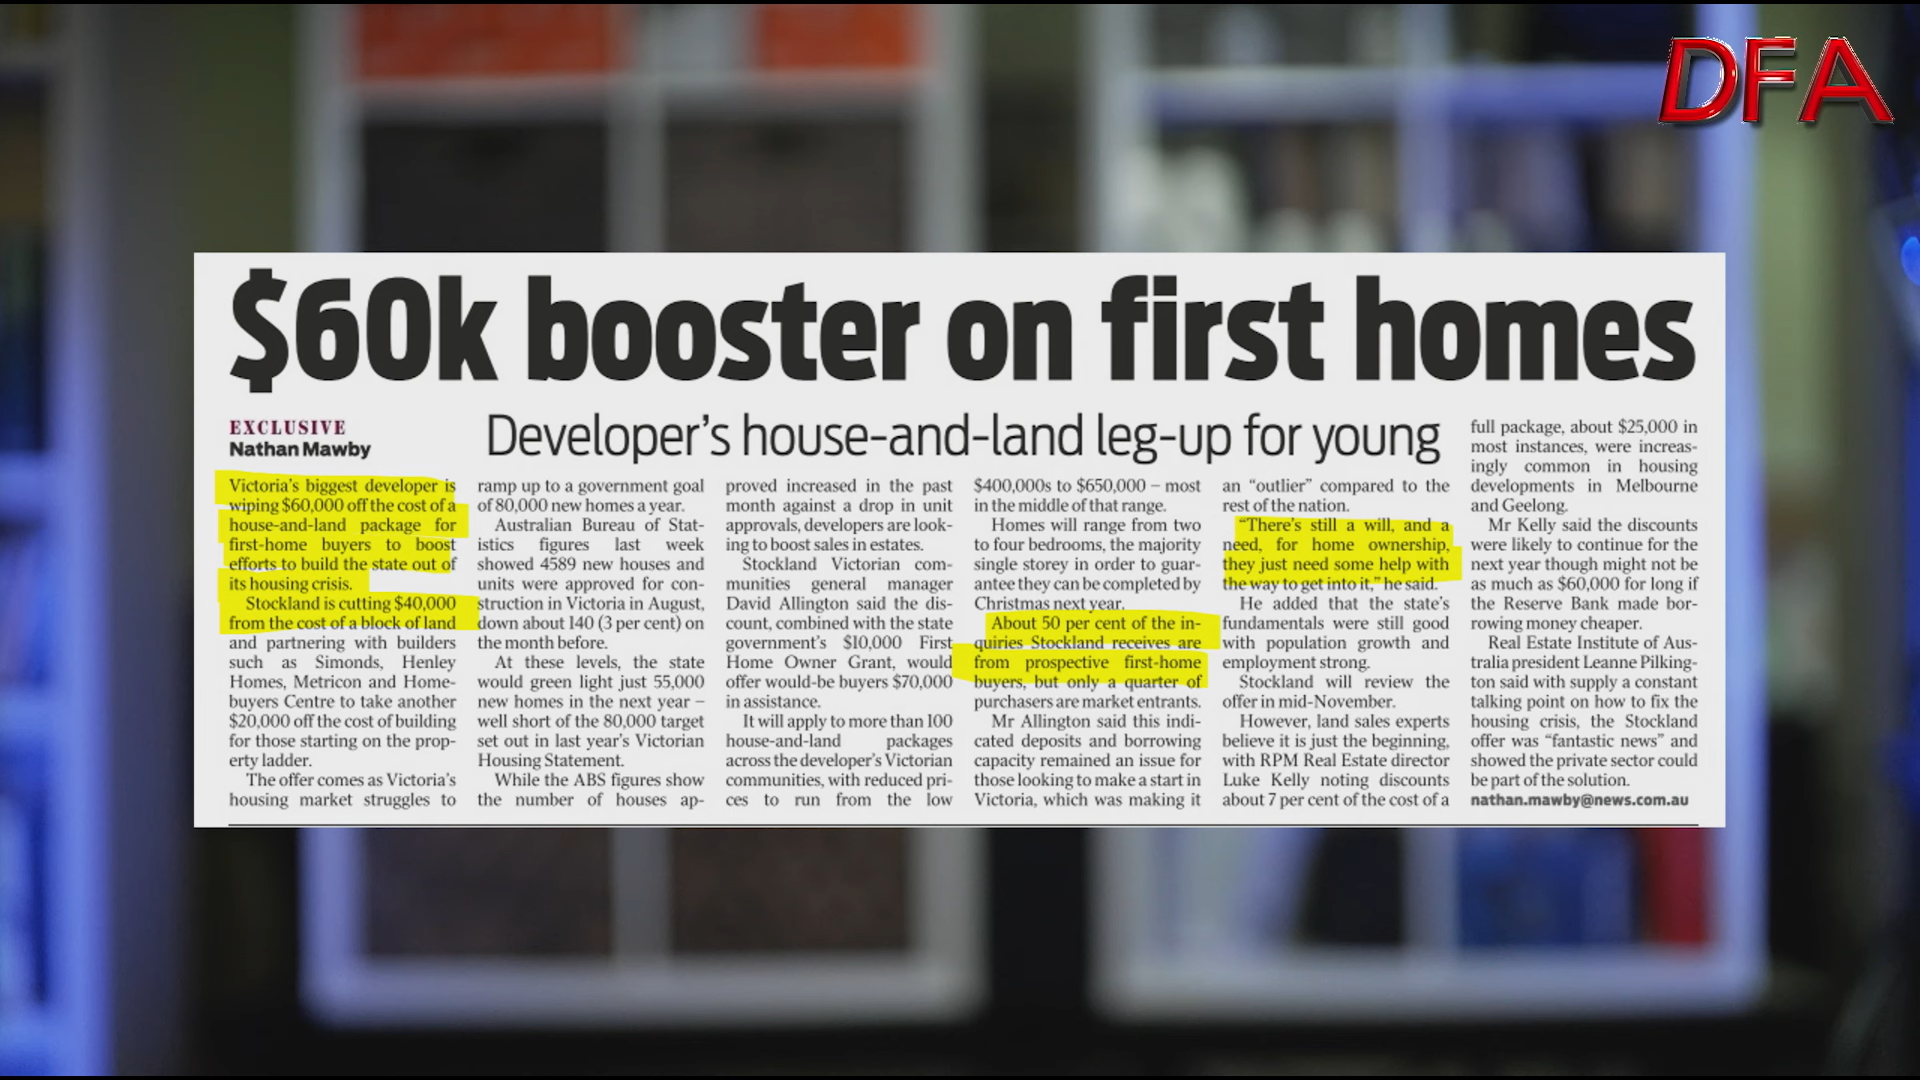 DFA
$60k booster on first homes
EXCLUSIVE
Nathan Mawby
Developer's house-and-land leg-up for young
Victoria's biggest developer is
wiping $60,000 off the cost of a
house-and-land package for
first-home buyers to boost
efforts to build the state out of
its housing crisis.
Stockland is cutting $40,000
from the cost of a block of land
and partnering with builders
such as Simonds, Henley
Homes, Metricon and Home-
buyers Centre to take another
$20,000 off the cost of building
for those starting on the prop-
erty ladder.
The offer comes as Victoria's
housing market struggles to
ramp up to a government goal
of 80,000 new homes a year.
Australian Bureau of Stat-
istics figures last week
showed 4589 new houses and
units were approved for con-
struction in Victoria in August,
down about 140 (3 per cent) on
the month before.
At these levels, the state
would green light just 55,000
new homes in the next year –
well short of the 80,000 target
set out in last year's Victorian
Housing Statement.
While the ABS figures show
the number of houses ap-
proved increased in the past
month against a drop in unit
approvals, developers are look-
ing to boost sales in estates.
Stockland Victorian com-
munities general manager
David Allington said the dis-
count, combined with the state
government's $10,000 First
Home Owner Grant, would
offer would-be buyers $70,000
in assistance.
It will apply to more than 100
house-and-land packages
across the developer's Victorian
communities, with reduced pri-
ces to run from the low
$400,000s to $650,000 – most
in the middle of that range.
Homes will range from two
to four bedrooms, the majority
single storey in order to guar-
antee they can be completed by
Christmas next year.
About 50 per cent of the in-
quiries Stockland receives are
from prospective first-home
buyers, but only a quarter of
purchasers are market entrants.
Mr Allington said this indi-
cated deposits and borrowing
capacity remained an issue for
those looking to make a start in
Victoria, which was making it
an "outlier" compared to the
rest of the nation.
"There's still a will, and a
need, for home ownership,
they just need some help with
the way to get into it," he said.
He added that the state's
fundamentals were still good
with population growth and
employment strong.
Stockland will review the
offer in mid-November.
However, land sales experts
believe it is just the beginning,
with RPM Real Estate director
Luke Kelly noting discounts
about 7 per cent of the cost of a
full package, about $25,000 in
most instances, were increas-
ingly common in housing
developments in Melbourne
and Geelong.
Mr Kelly said the discounts
were likely to continue for the
next year though might not be
as much as $60,000 for long if
the Reserve Bank made bor-
rowing money cheaper.
Real Estate Institute of Aus-
tralia president Leanne Pilking-
ton said with supply a constant
talking point on how to fix the
housing crisis, the Stockland
offer was "fantastic news" and
showed the private sector could
be part of the solution.
nathan.mawby@news.com.au